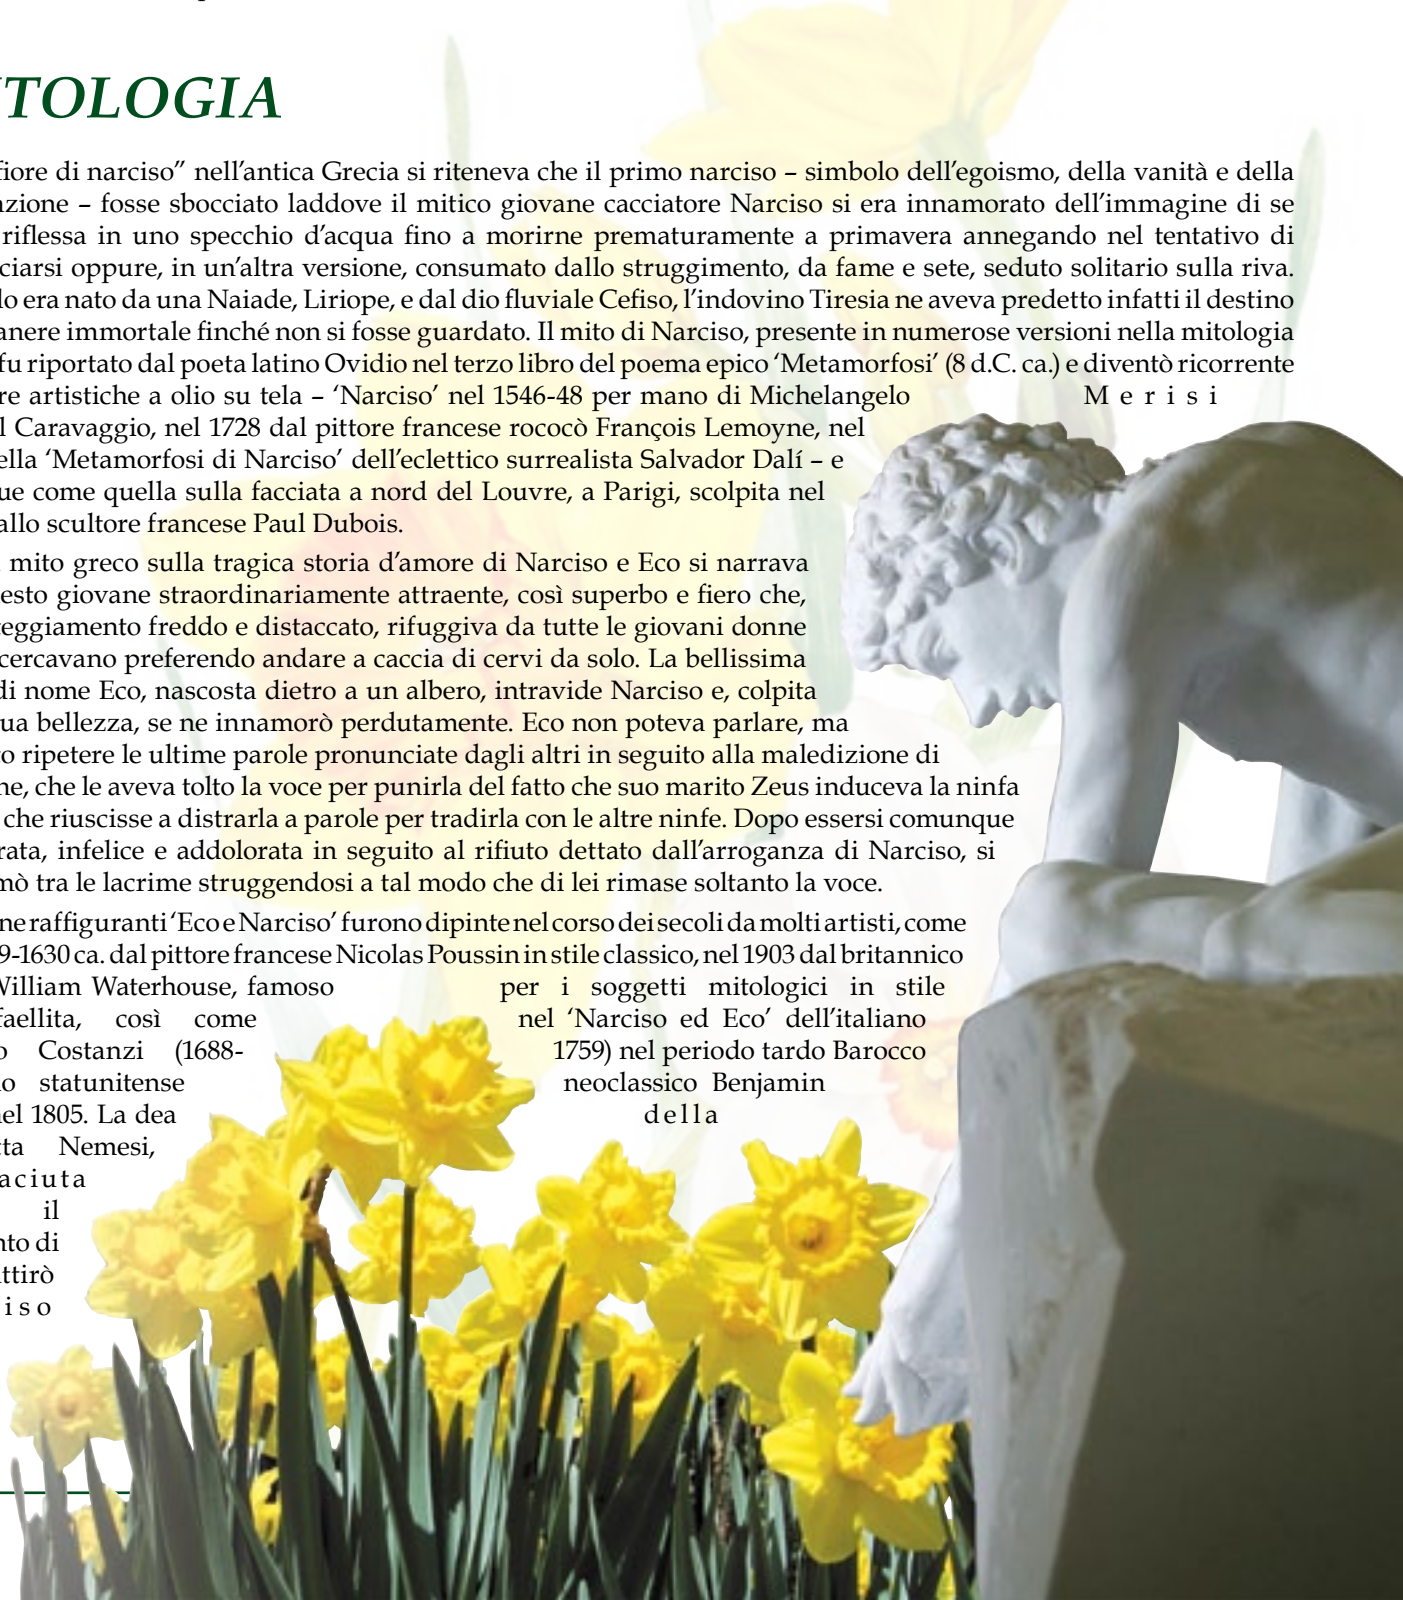 TOLOGIA
fiore di narciso” nell’antica Grecia si riteneva che il primo narciso – simbolo dell’egoismo, della vanità e della
zione – fosse sbocciato laddove il mitico giovane cacciatore Narciso si era innamorato dell’immagine di se
riflessa in uno specchio d’acqua fino a morirne prematuramente a primavera annegando nel tentativo di
ciarsi oppure, in un’altra versione, consumato dallo struggimento, da fame e sete, seduto solitario sulla riva.
do era nato da una Naiade, Liriope, e dal dio fluviale Cefiso, l’indovino Tiresia ne aveva predetto infatti il destino
anere immortale finché non si fosse guardato. Il mito di Narciso, presente in numerose versioni nella mitologia
fu riportato dal poeta latino Ovidio nel terzo libro del poema epico ‘Metamorfosi’ (8 d.C. ca.) e diventò ricorrente
re artistiche a olio su tela – ‘Narciso’ nel 1546-48 per mano di Michelangelo Merisi
l Caravaggio, nel 1728 dal pittore francese rococò François Lemoyne, nel
ella ‘Metamorfosi di Narciso’ dell’eclettico surrealista Salvador Dalí – e
ue come quella sulla facciata a nord del Louvre, a Parigi, scolpita nel
allo scultore francese Paul Dubois.
mito greco sulla tragica storia d’amore di Narciso e Eco si narrava
esto giovane straordinariamente attraente, così superbo e fiero che,
teggiamento freddo e distaccato, rifuggiva da tutte le giovani donne
cercavano preferendo andare a caccia di cervi da solo. La bellissima
di nome Eco, nascosta dietro a un albero, intravide Narciso e, colpita
ua bellezza, se ne innamorò perdutamente. Eco non poteva parlare, ma
o ripetere le ultime parole pronunciate dagli altri in seguito alla maledizione di
ne, che le aveva tolto la voce per punirla del fatto che suo marito Zeus induceva la ninfa
che riuscisse a distrarla a parole per tradirla con le altre ninfe. Dopo essersi comunque
rata, infelice e addolorata in seguito al rifiuto dettato dall’arroganza di Narciso, si
mò tra le lacrime struggendosi a tal modo che di lei rimase soltanto la voce.
ne raffiguranti ‘Eco e Narciso’ furono dipinte nel corso dei secoli da molti artisti, come
9-1630 ca. dal pittore francese Nicolas Poussin in stile classico, nel 1903 dal britannico
William Waterhouse, famoso per i soggetti mitologici in stile
faellita, così come nel ‘Narciso ed Eco’ dell’italiano
o Costanzi (1688- 1759) nel periodo tardo Barocco
o statunitense neoclassico Benjamin
nel 1805. La dea della
tta Nemesi,
aciuta
il
nto di
ttirò
iso